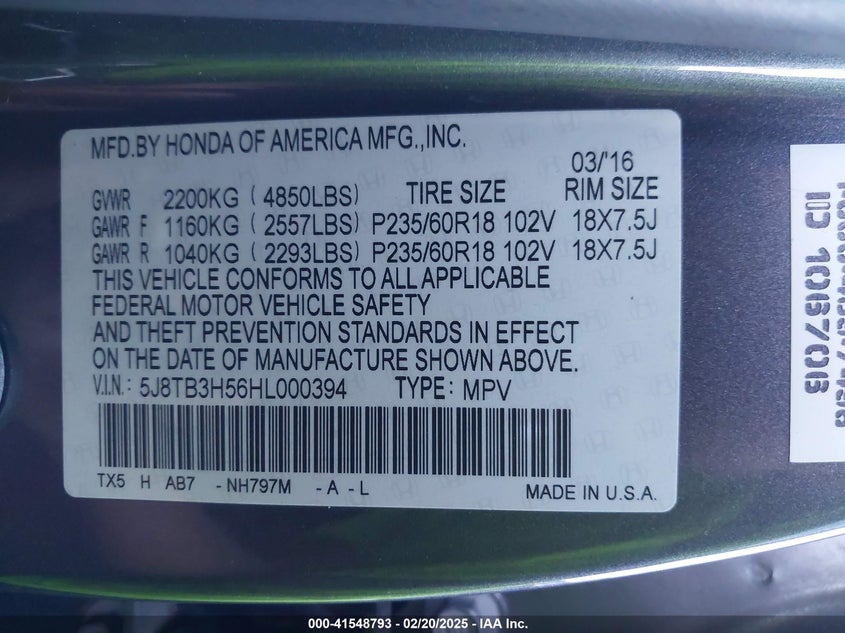 MFD.BY HONDA OF AMERICA MFG.,INC.
03/'16
GVWR 2200KG ( 4850LBS) TIRE SIZE RIM SIZE
GAWR F 1160KG ( 2557LBS) P235/60R18 102V 18X7.5J
GAWR R 1040KG ( 2293LBS) P235/60R18 102V 18X7.5J
THIS VEHICLE CONFORMS TO ALL APPLICABLE
FEDERAL MOTOR VEHICLE SAFETY
AND THEFT PREVENTION STANDARDS IN EFFECT
ON THE DATE OF MANUFACTURE SHOWN ABOVE.
V.I.N.: 5J8TB3H56HL000394 TYPE: MPV
TX5 H AB7 -NH797M -A-L
MADE IN U.S.A.
000-41548793 - 02/20/2025 - IAA Inc.